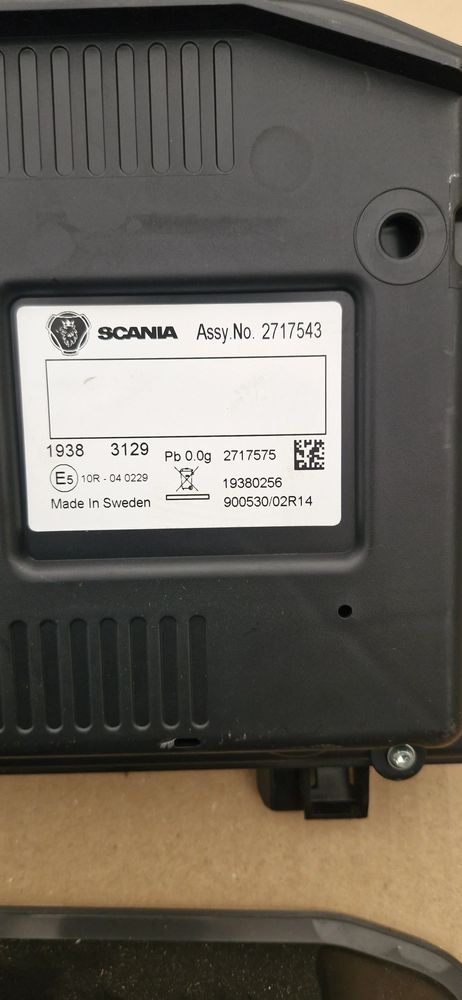 SCANIA Assy.No. 2717543
1938 3129 Pb 0.0g 2717575
E5 10R - 04 0229 19380256
Made In Sweden 900530/02R14